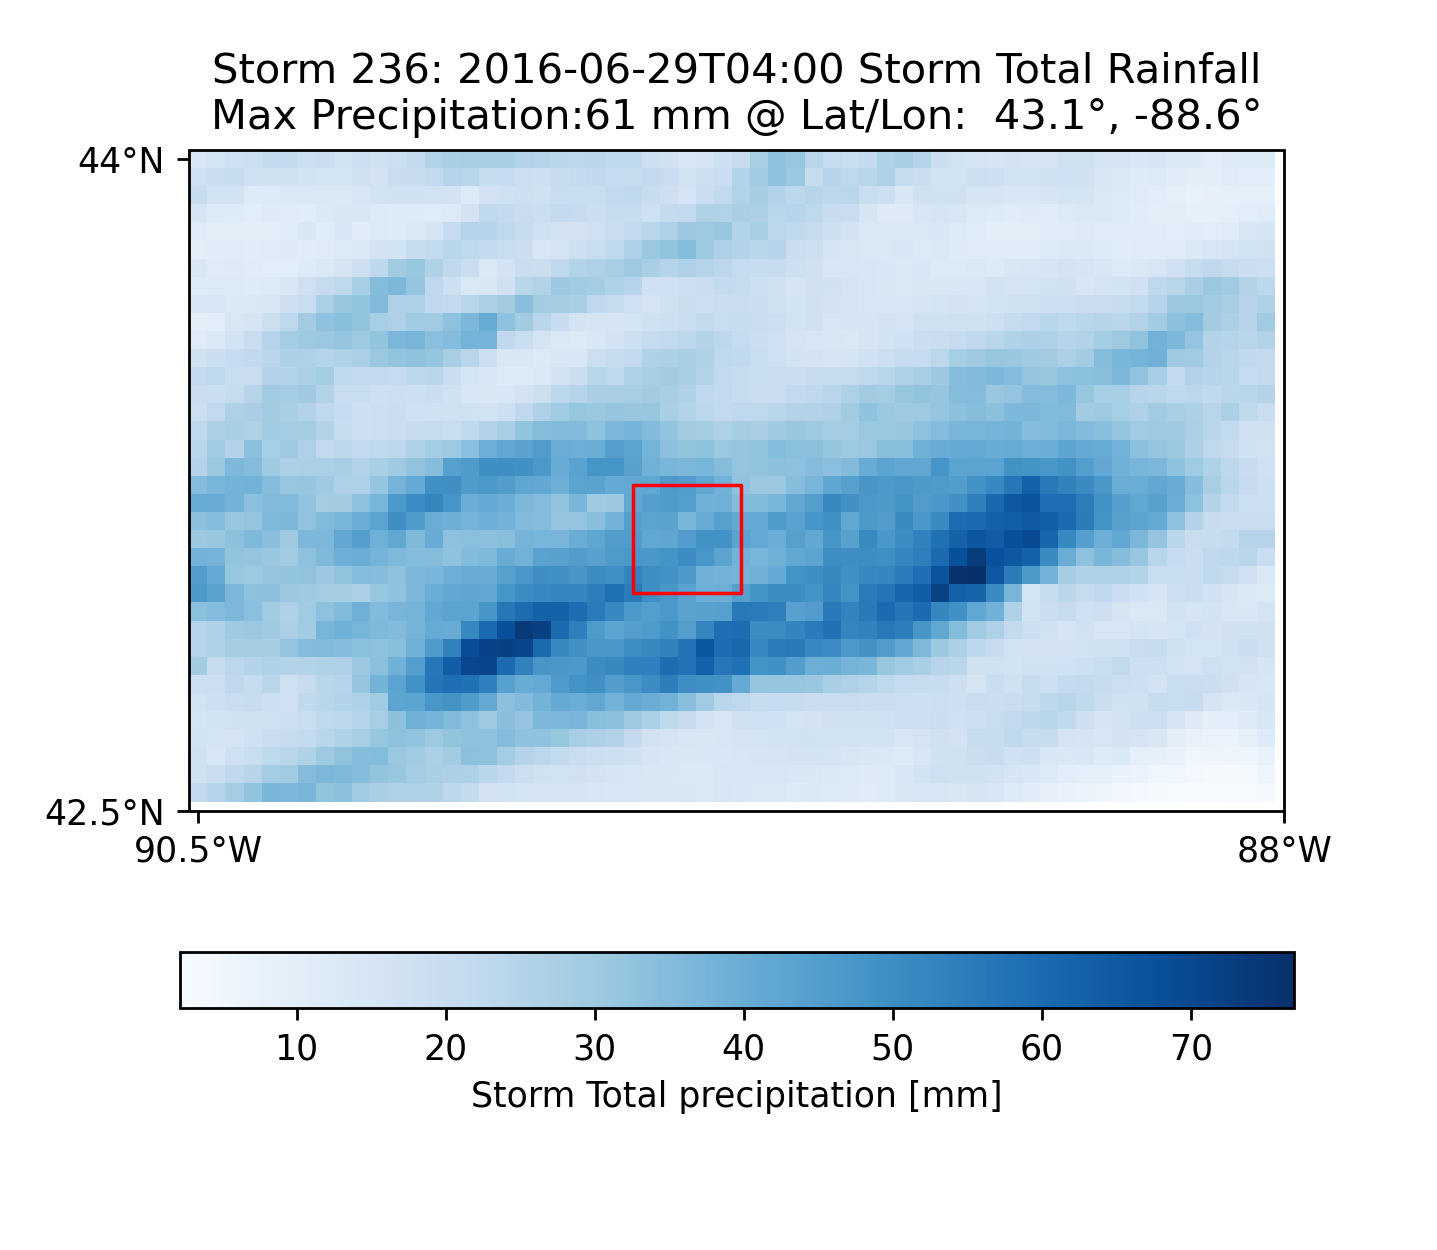 Storm 236: 2016-06-29T04:00 Storm Total Rainfall
Max Precipitation:61 mm @ Lat/Lon:  43.1°, -88.6°
44°N
42.5°N
90.5°W 88°W
10 20 30 40 50 60 70
Storm Total precipitation [mm]